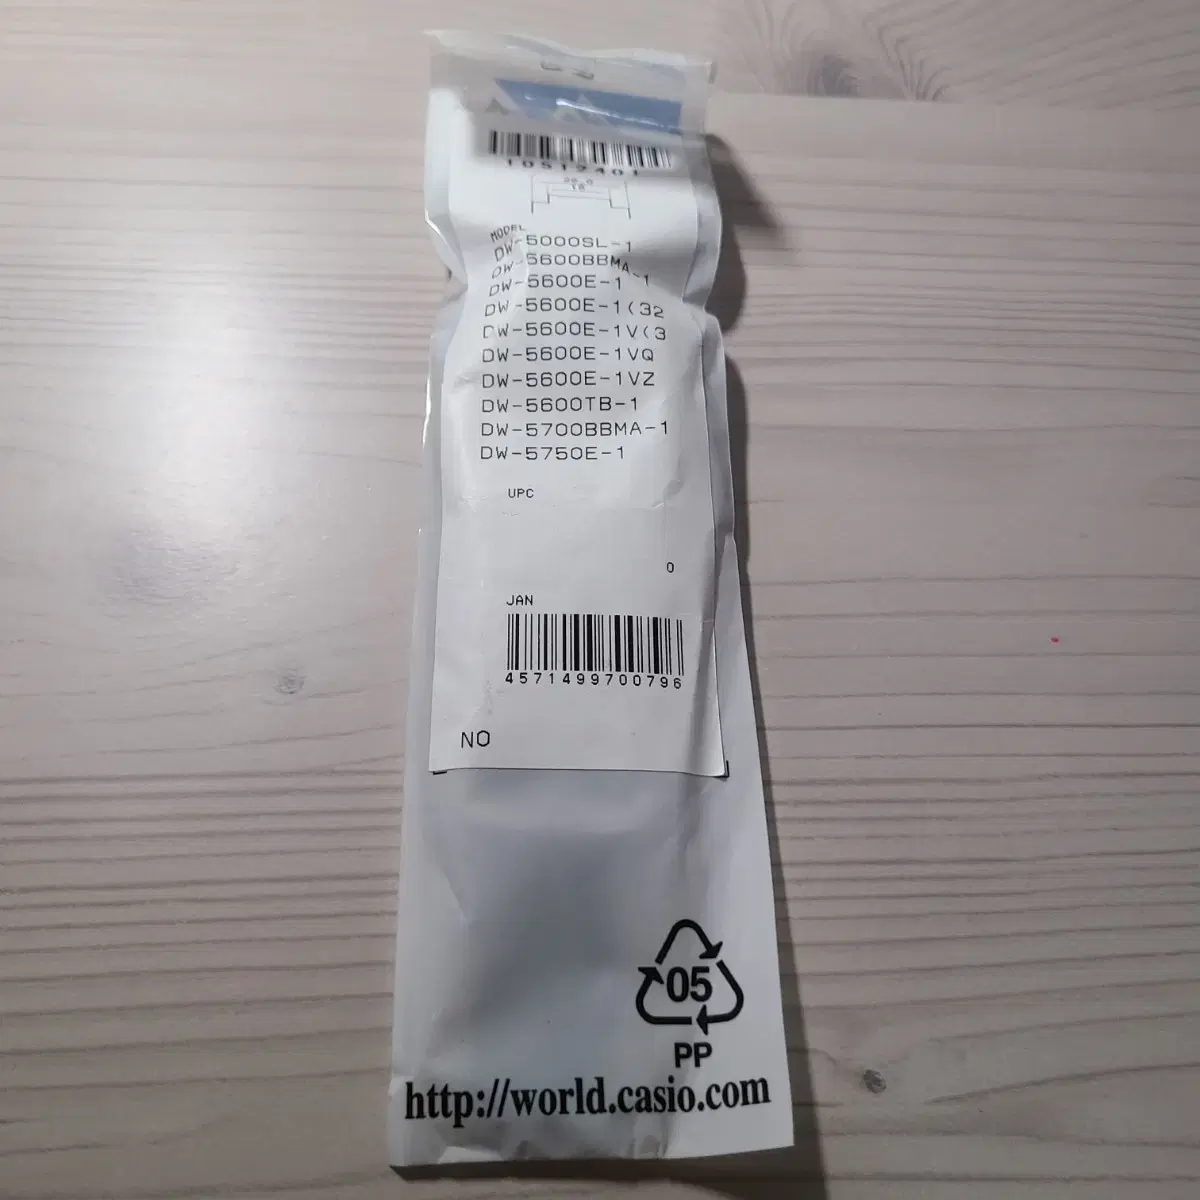 10519401
16
MODEL
DW-5000SL-1
DW-5600BBMA-1
DW-5600E-1
DW-5600E-1(32
DW-5600E-1V(3
DW-5600E-1VQ
DW-5600E-1VZ
DW-5600TB-1
DW-5700BBMA-1
DW-5750E-1
UPC
0
JAN
4571499700796
NO
05
PP
http://world.casio.com